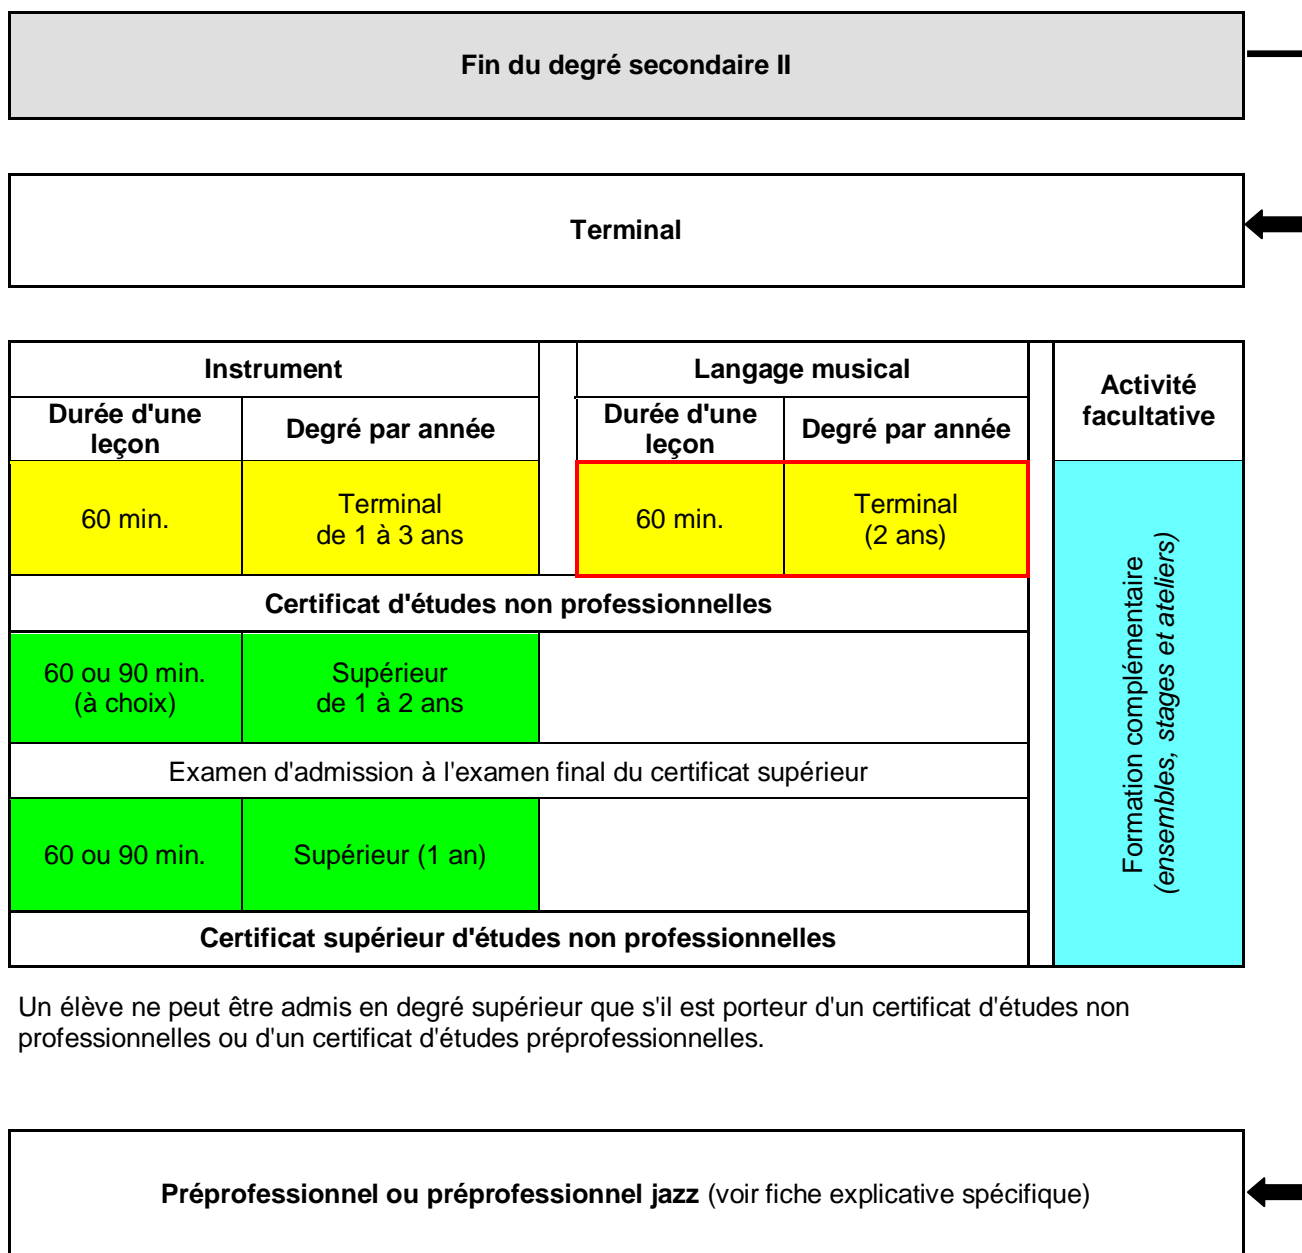 Fin du degré secondaire II
Terminal
Instrument
Langage musical
Activité
facultative
Durée d'une
leçon
Degré par année
Durée d'une
leçon
Degré par année
60 min.
Terminal
de 1 à 3 ans
60 min.
Terminal
(2 ans)
Formation complémentaire
(ensembles, stages et ateliers)
Certificat d'études non professionnelles
60 ou 90 min.
(à choix)
Supérieur
de 1 à 2 ans
Examen d'admission à l'examen final du certificat supérieur
60 ou 90 min.
Supérieur (1 an)
Certificat supérieur d'études non professionnelles
Un élève ne peut être admis en degré supérieur que s'il est porteur d'un certificat d'études non
professionnelles ou d'un certificat d'études préprofessionnelles.
Préprofessionnel ou préprofessionnel jazz (voir fiche explicative spécifique)